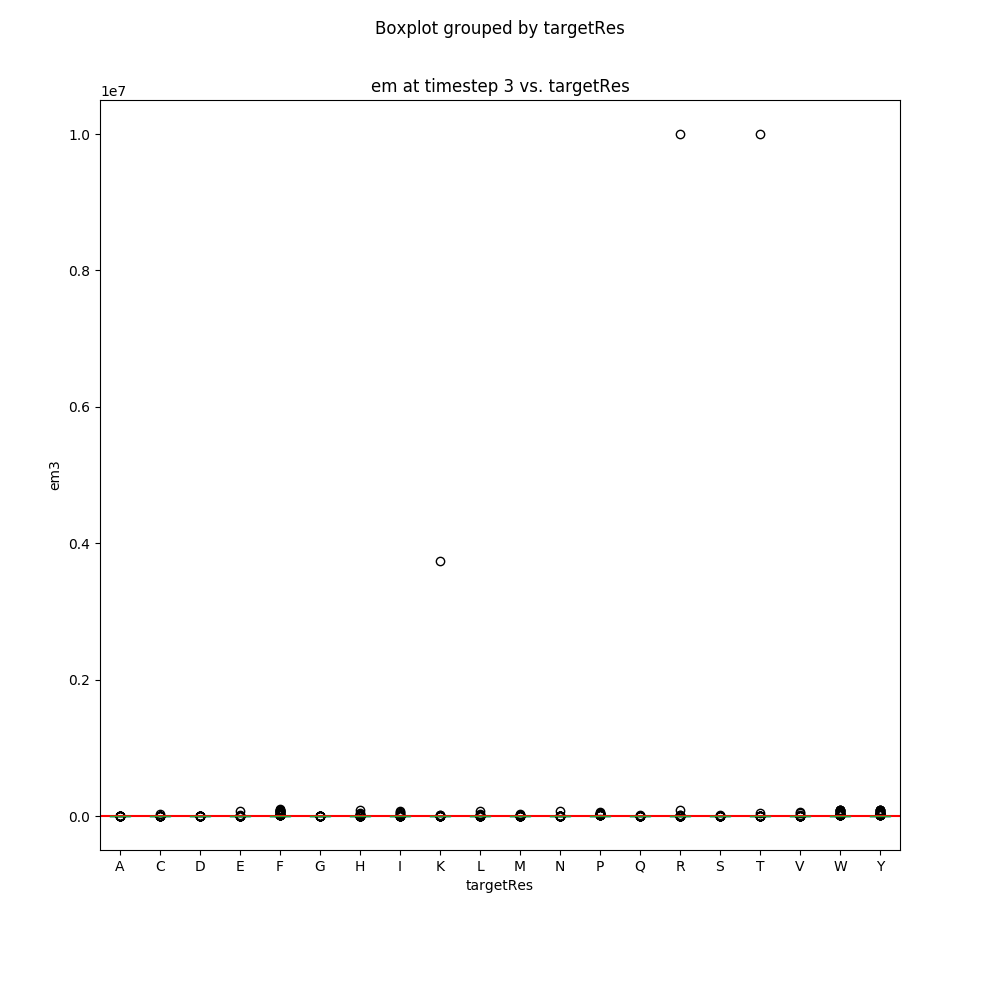 Boxplot grouped by targetRes
em at timestep 3 vs. targetRes
1e7
1.0
0.8
0.6
0.4
0.2
0.0
em3
A C D E F G H I K L M N P Q R S T V W Y
targetRes